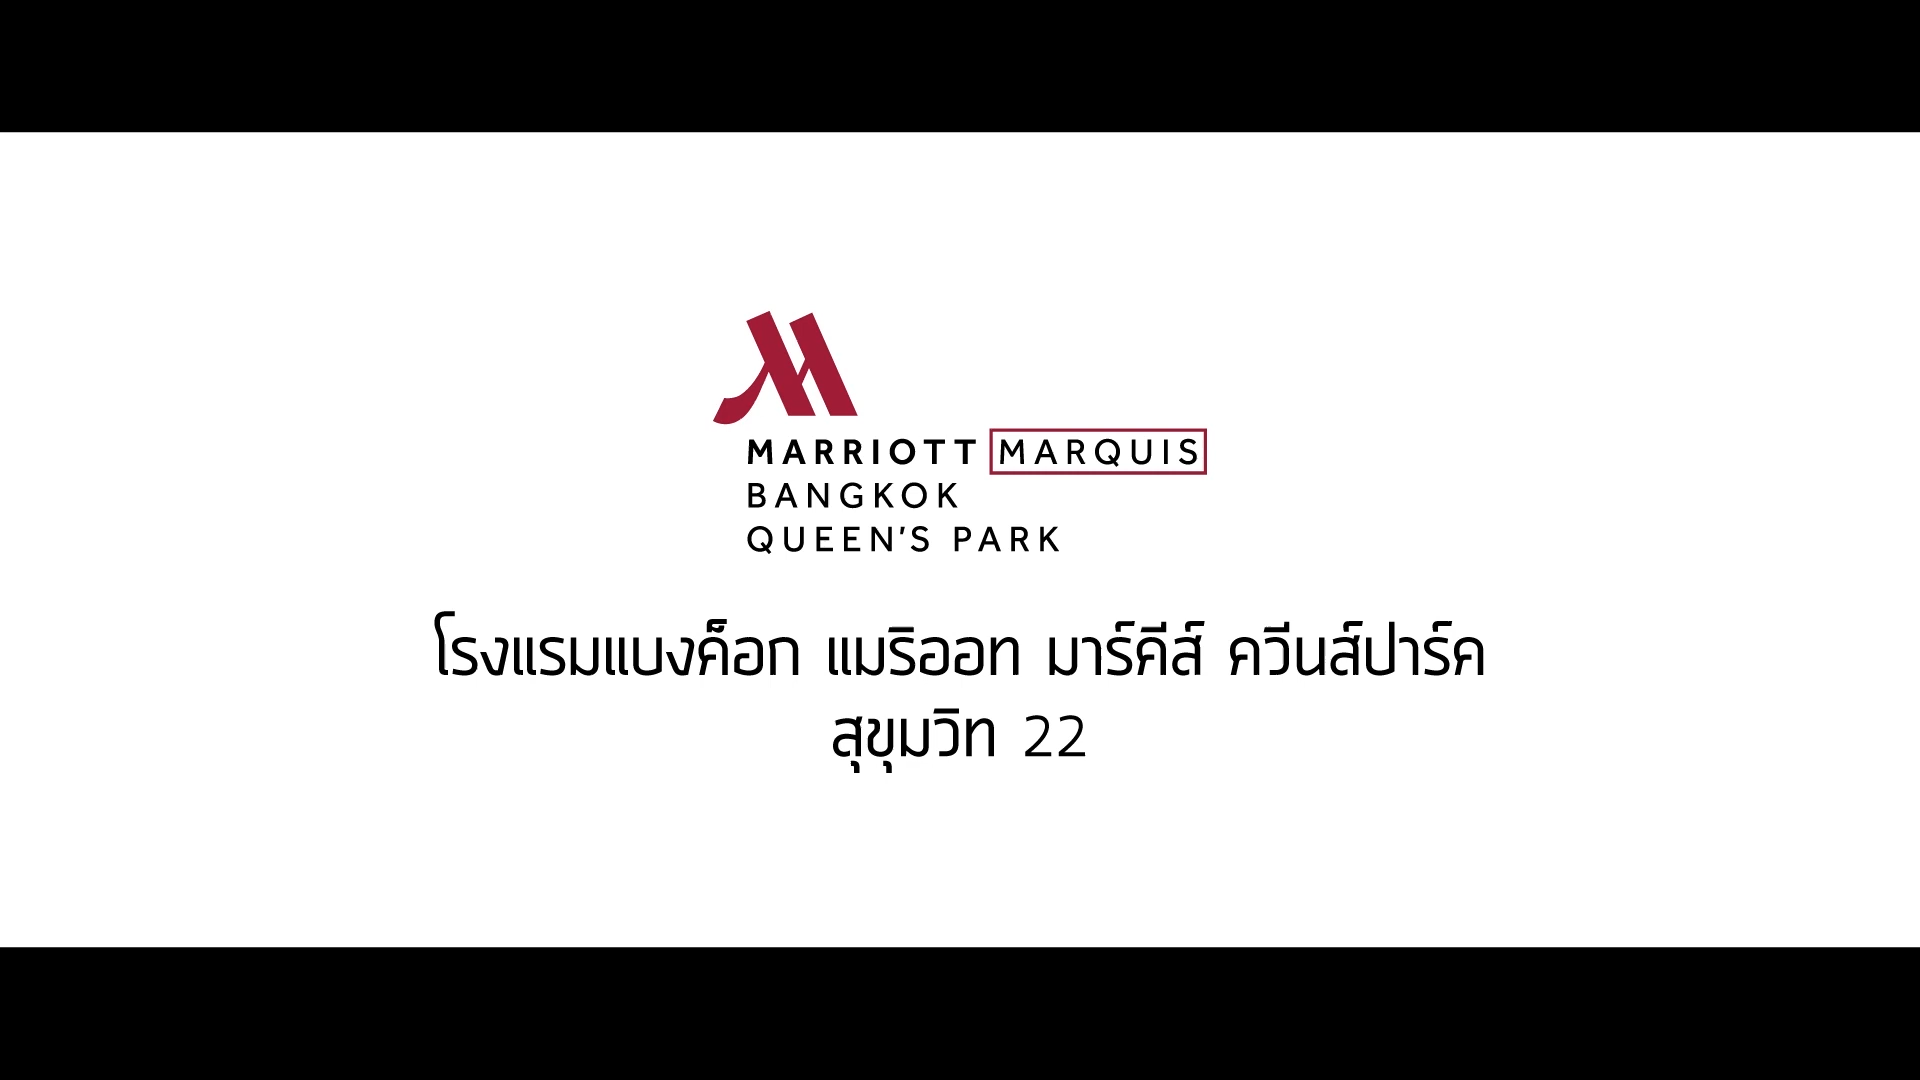 MARRIOTT MARQUIS
BANGKOK
QUEEN'S PARK
โรงแรมแบงค็อก แมริออท มาร์คีส์ ควีนส์ปาร์ค
สุขุมวิท 22